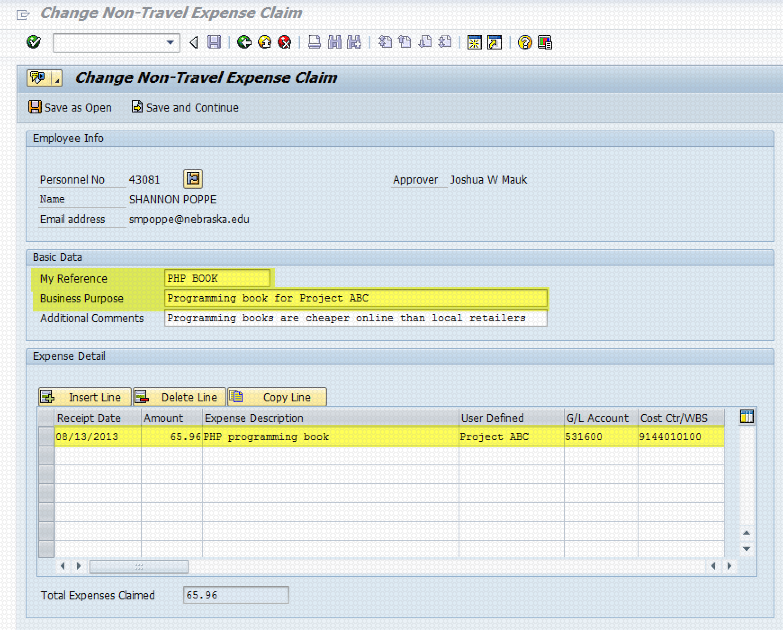 Change Non-Travel Expense Claim
Change Non-Travel Expense Claim
Save as Open Save and Continue
Employee Info
Personnel No 43081 Approver Joshua W Mauk
Name SHANNON POPPE
Email address smpoppe@nebraska.edu
Basic Data
My Reference PHP BOOK
Business Purpose Programming book for Project ABC
Additional Comments Programming books are cheaper online than local retailers
Expense Detail
Insert Line Delete Line Copy Line
Receipt Date Amount Expense Description User Defined G/L Account Cost Ctr/WBS
08/13/2013 65.96 PHP programming book Project ABC 531600 9144010100
Total Expenses Claimed 65.96